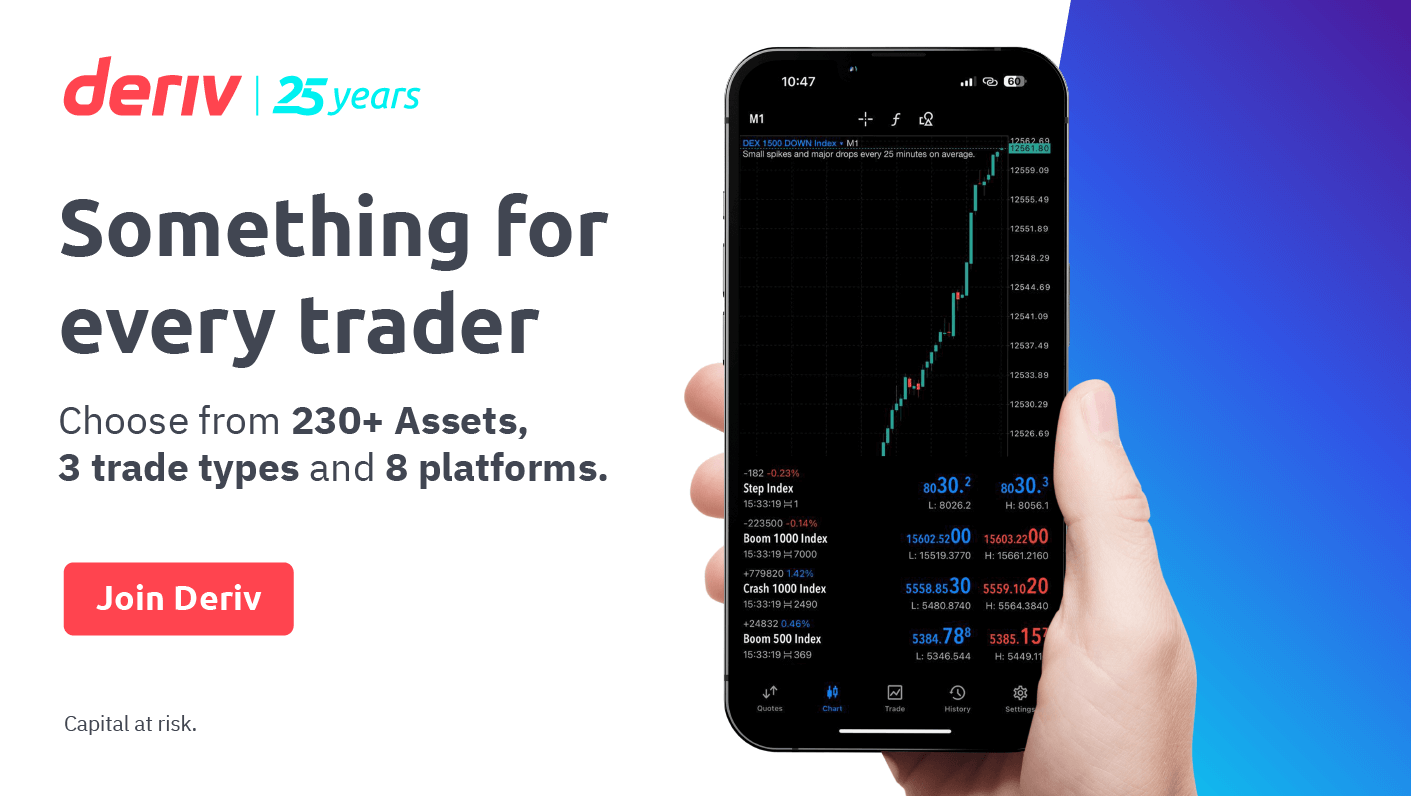 deriv | 25 years
Something for
every trader
Choose from 230+ Assets,
3 trade types and 8 platforms.
Join Deriv
Capital at risk.
10:47
60
M1
DEX 1500 DOWN Index • M1
Small spikes and major drops every 25 minutes on average.
12562.69
12561.80
12559.09
12555.49
12551.89
12548.29
12544.69
12541.09
12537.49
12533.89
12530.29
12526.69
-182 -0.23%
Step Index 8030.2 8030.3
15:33:19 1 L: 8026.2 H: 8056.1
-223500 -0.14%
Boom 1000 Index 15602.5200 15603.2200
15:33:19 7000 L: 15519.3770 H: 15661.2160
+779820 1.42%
Crash 1000 Index 5558.8530 5559.1020
15:33:19 2490 L: 5480.8740 H: 5564.3840
+24832 0.46%
Boom 500 Index 5384.788 5385.15
15:33:19 369 L: 5346.544 H: 5449.11
Quotes Chart Trade History Settings